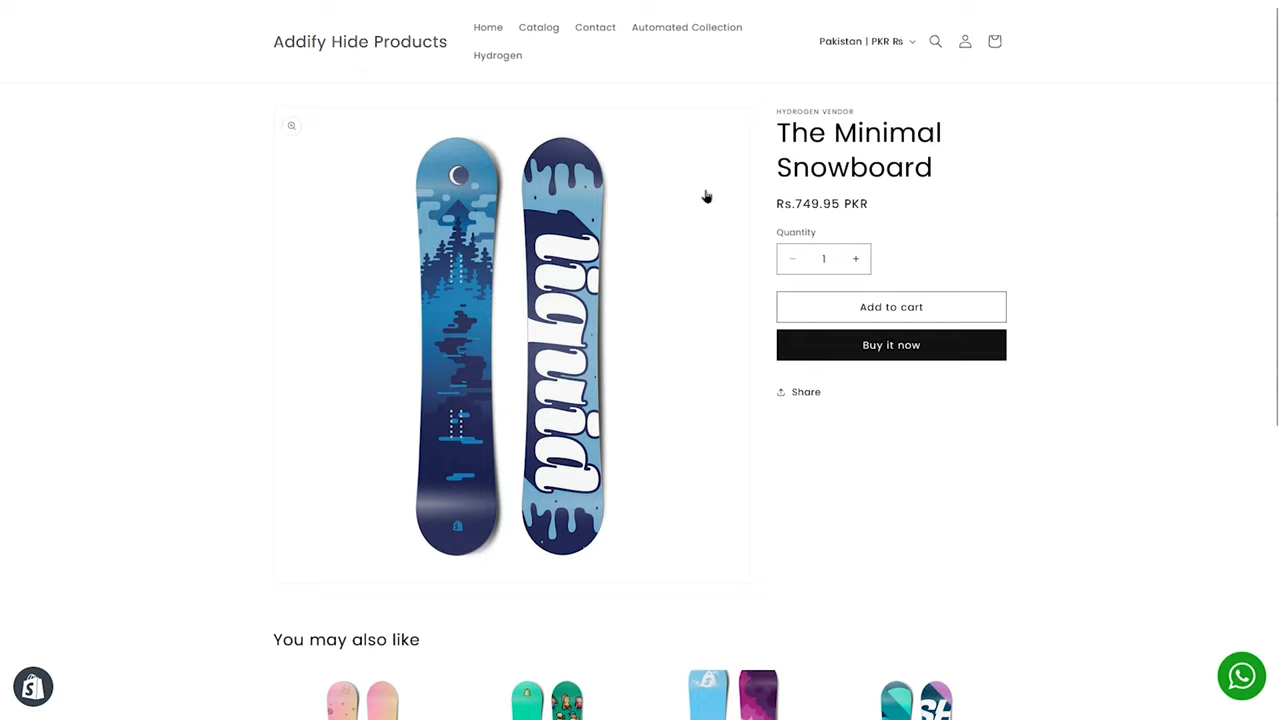 Addify Hide Products
Home Catalog Contact Automated Collection
Hydrogen
Pakistan | PKR Rs
HYDROGEN VENDOR
The Minimal
Snowboard
Rs.749.95 PKR
Quantity
− 1 +
Add to cart
Buy it now
Share
liquid
You may also like